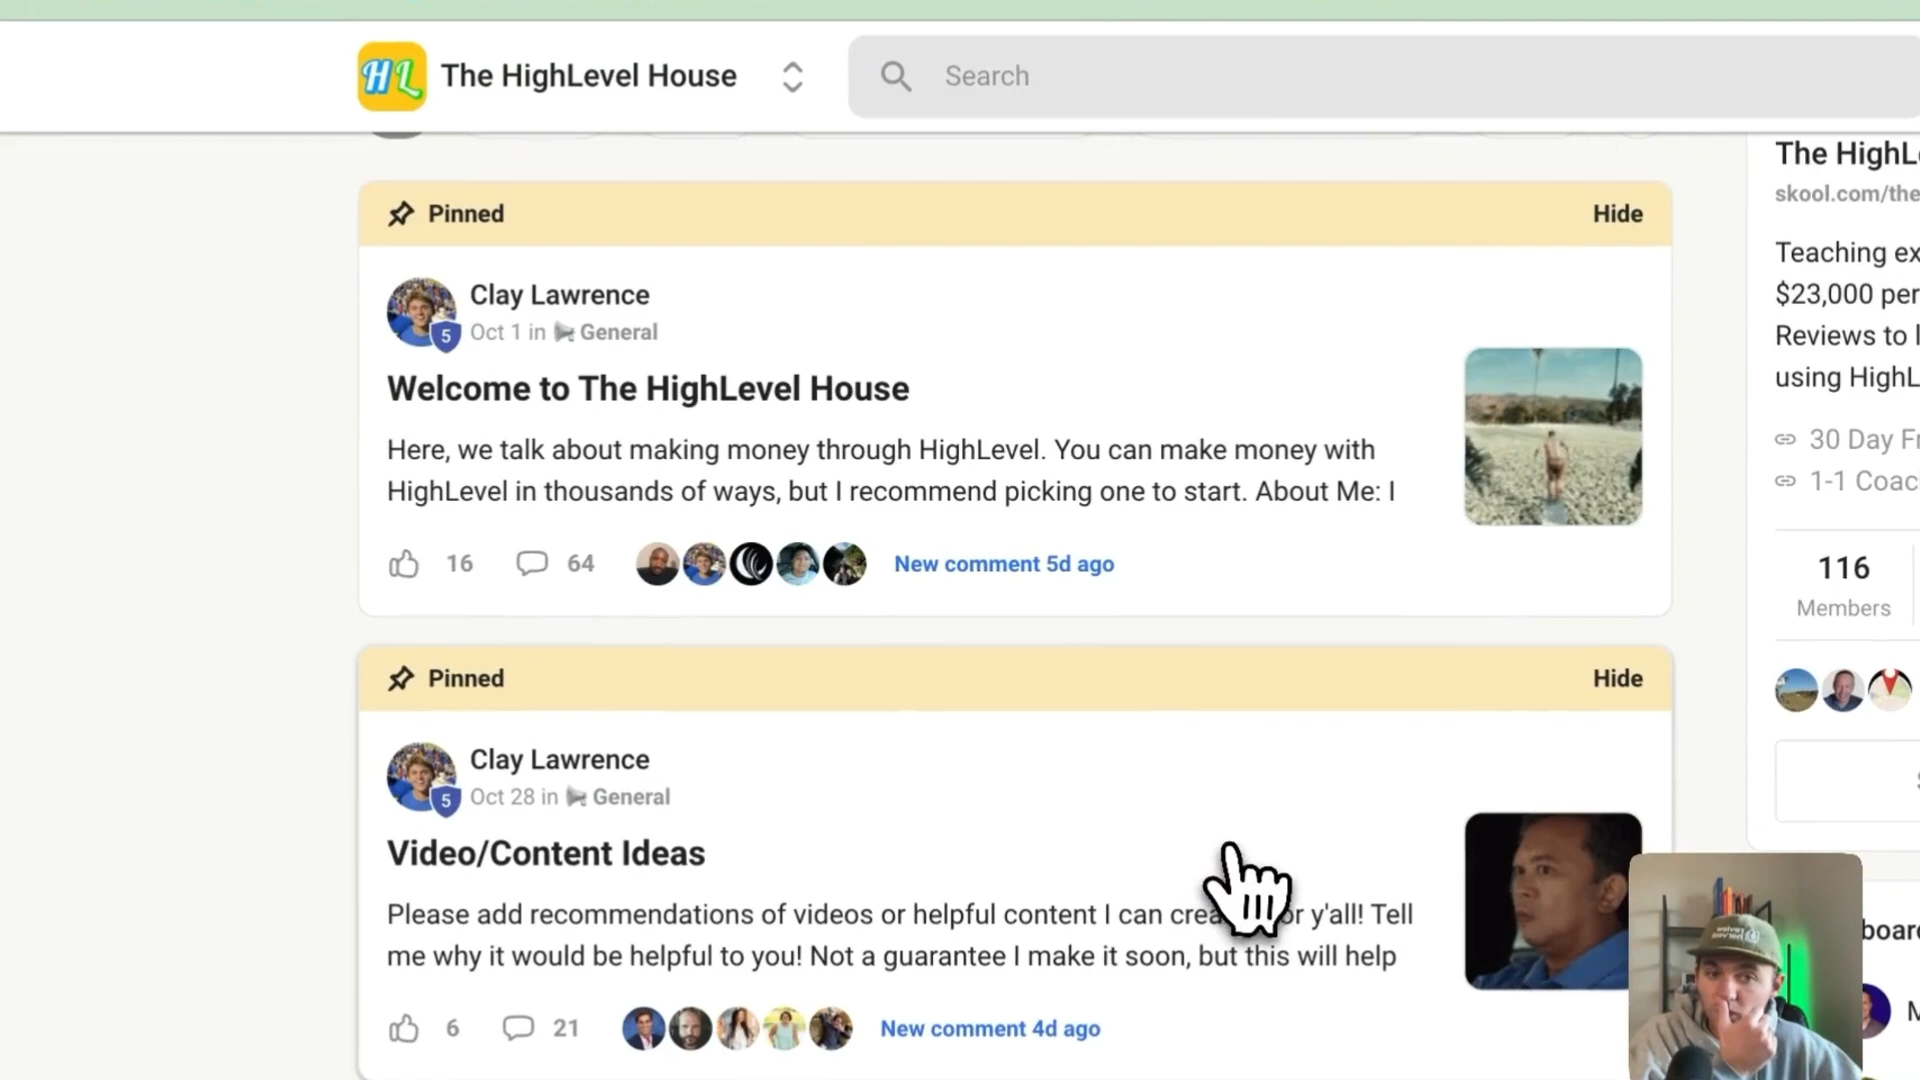 HL The HighLevel House
Search
Pinned
Hide
Clay Lawrence
5
Oct 1 in General
Welcome to The HighLevel House
Here, we talk about making money through HighLevel. You can make money with
HighLevel in thousands of ways, but I recommend picking one to start. About Me: I
16 64 New comment 5d ago
Pinned
Hide
Clay Lawrence
5
Oct 28 in General
Video/Content Ideas
Please add recommendations of videos or helpful content I can crea or y'all! Tell
me why it would be helpful to you! Not a guarantee I make it soon, but this will help
6 21 New comment 4d ago
The HighL
skool.com/the
Teaching ex
$23,000 per
Reviews to l
using HighL
30 Day Fr
1-1 Coac
116
Members
board